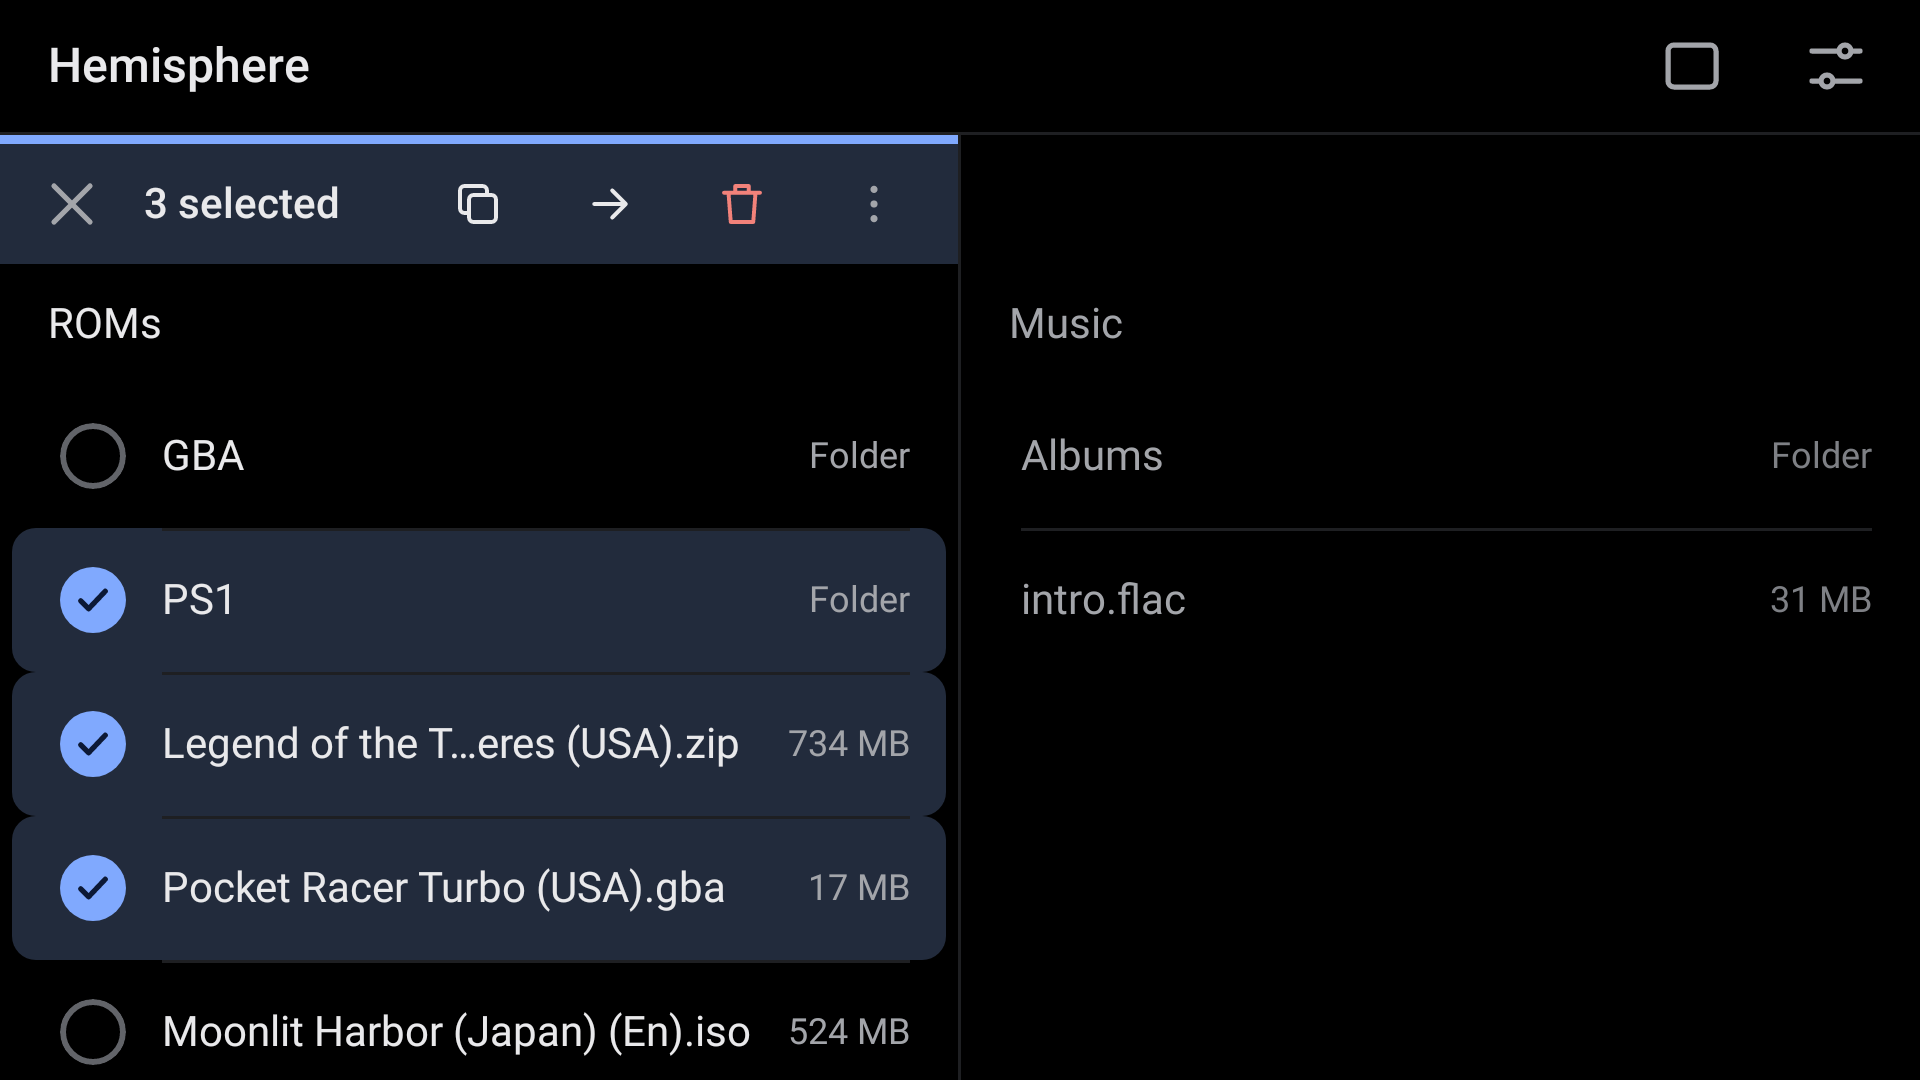 Hemisphere
3 selected
ROMs
GBA Folder
PS1 Folder
Legend of the T...eres (USA).zip 734 MB
Pocket Racer Turbo (USA).gba 17 MB
Moonlit Harbor (Japan) (En).iso 524 MB
Music
Albums Folder
intro.flac 31 MB